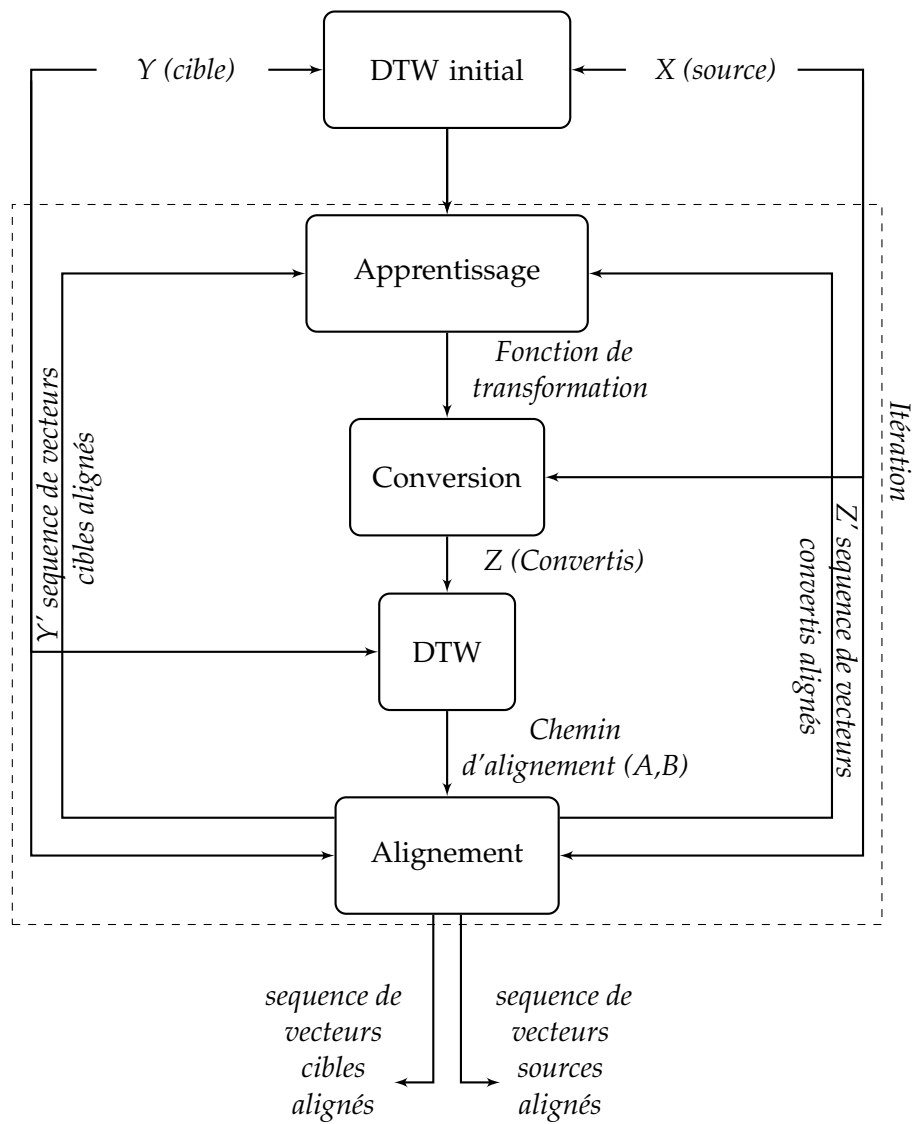 Y (cible)
DTW initial
X (source)
Apprentissage
Fonction de
transformation
Itération
Conversion
Y' sequence de vecteurs
cibles alignés
Z (Convertis)
Z' sequence de vecteurs
convertis alignés
DTW
Chemin
d'alignement (A,B)
Alignement
sequence de
vecteurs
cibles
alignés
sequence de
vecteurs
sources
alignés